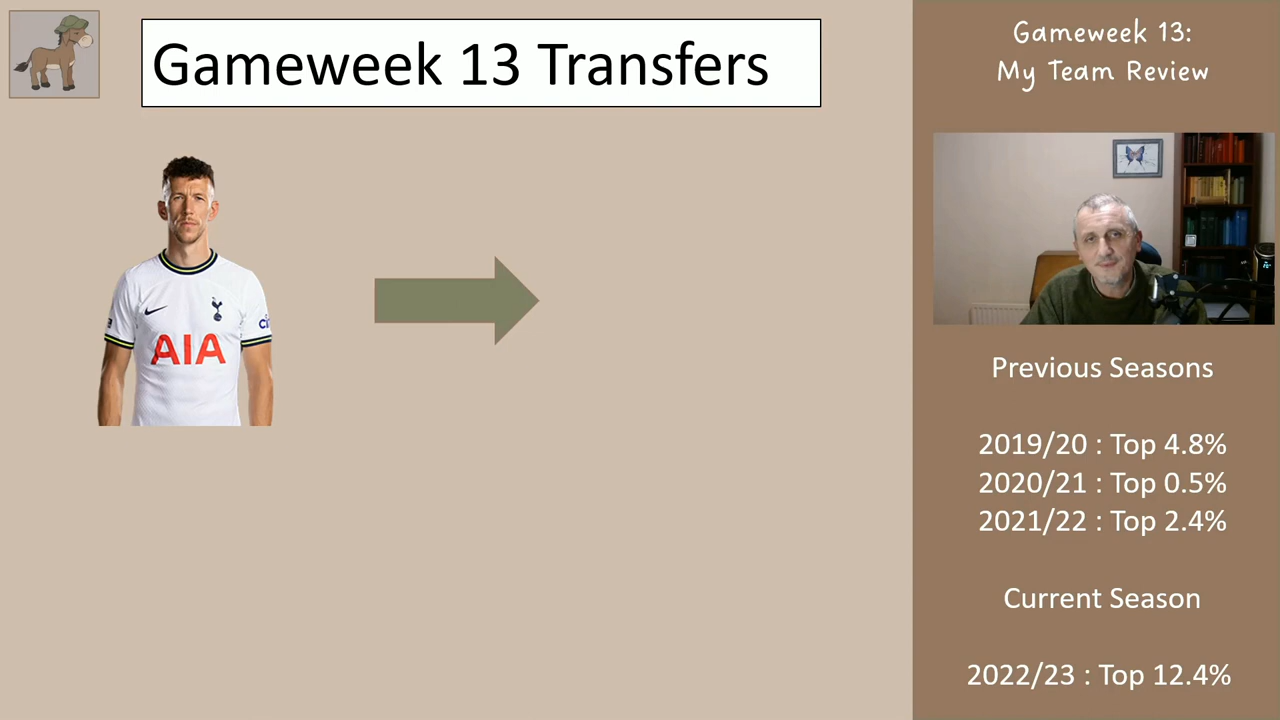 Gameweek 13 Transfers
AIA
Gameweek 13:
My Team Review
Previous Seasons
2019/20 : Top 4.8%
2020/21 : Top 0.5%
2021/22 : Top 2.4%
Current Season
2022/23 : Top 12.4%